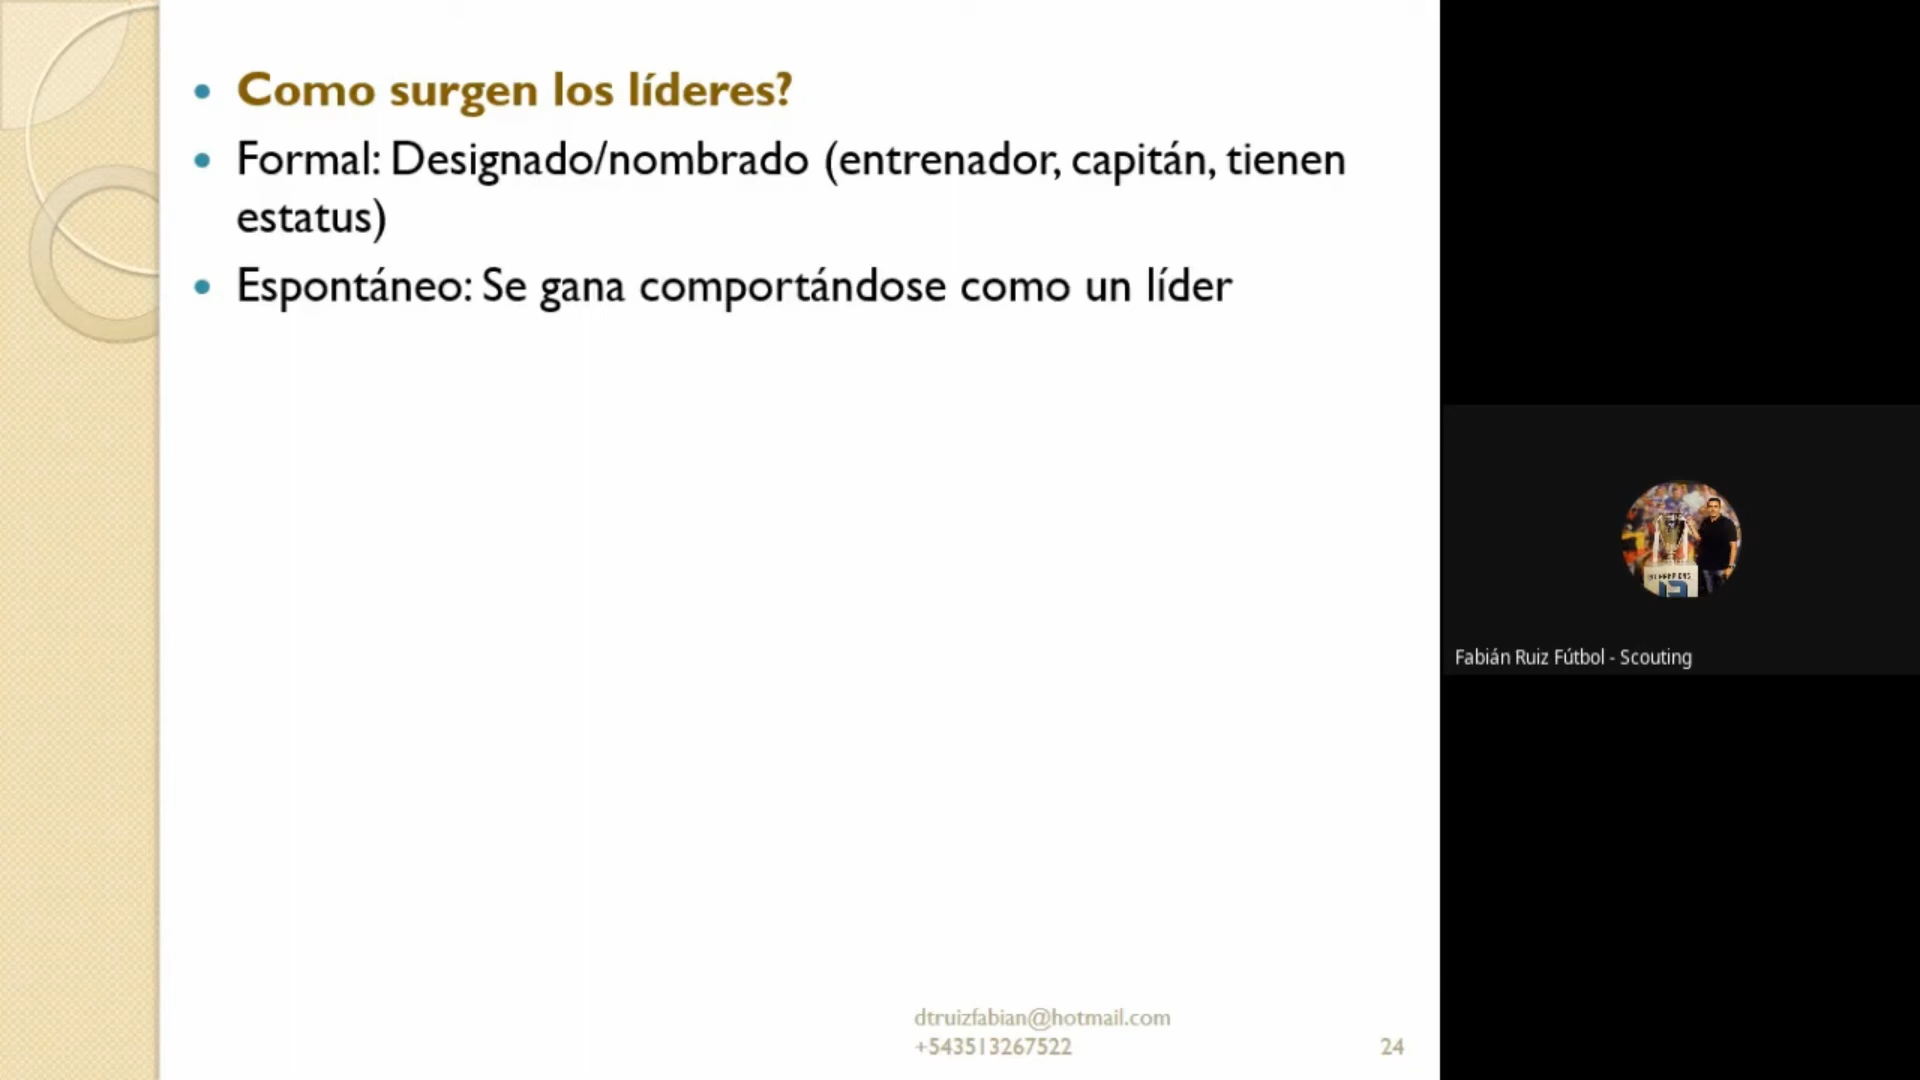 Como surgen los líderes?
Formal: Designado/nombrado (entrenador, capitán, tienen
estatus)
Espontáneo: Se gana comportándose como un líder
dtruizfabian@hotmail.com
+543513267522
24
Fabián Ruiz Fútbol - Scouting